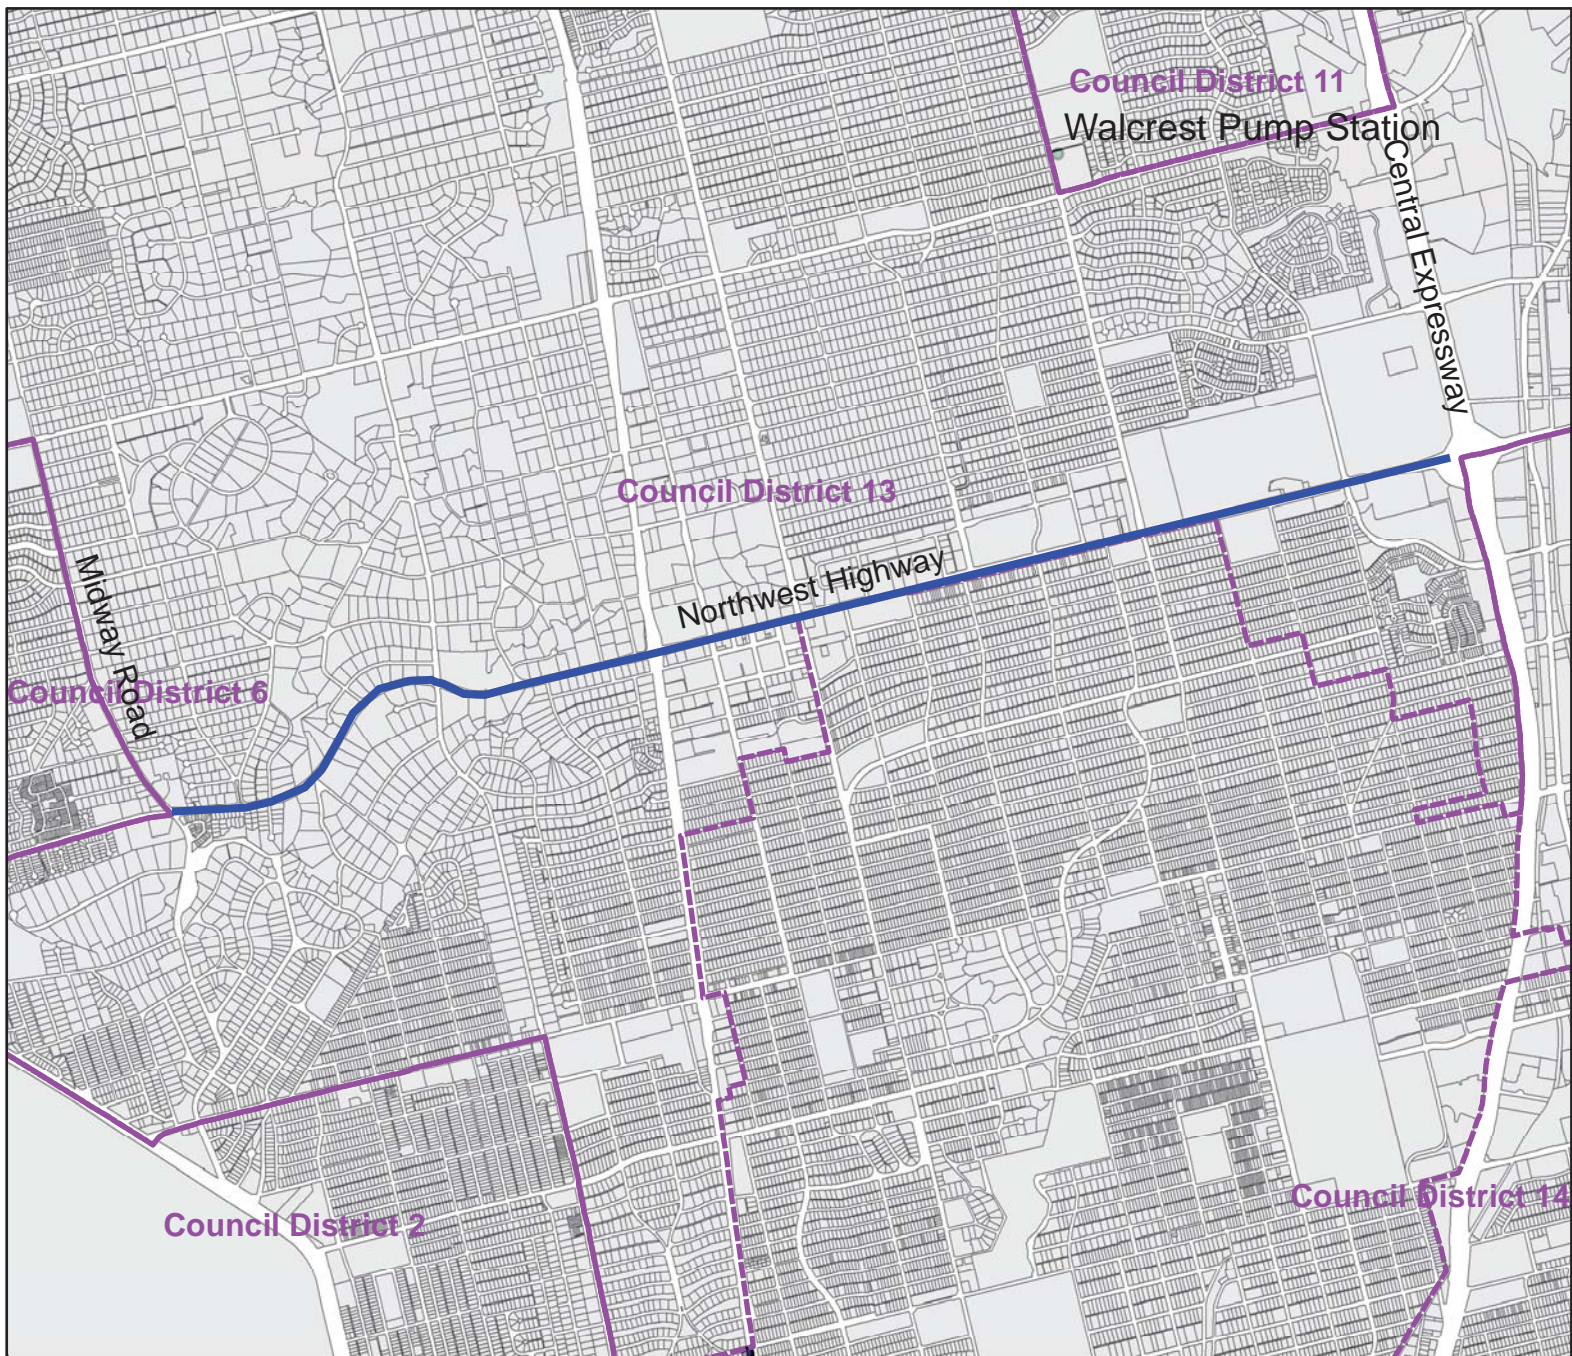 Council District 11
Walcrest Pump Station
Central Expressway
Council District 13
Northwest Highway
Midway Road
Council District 6
Council District 14
Council District 2